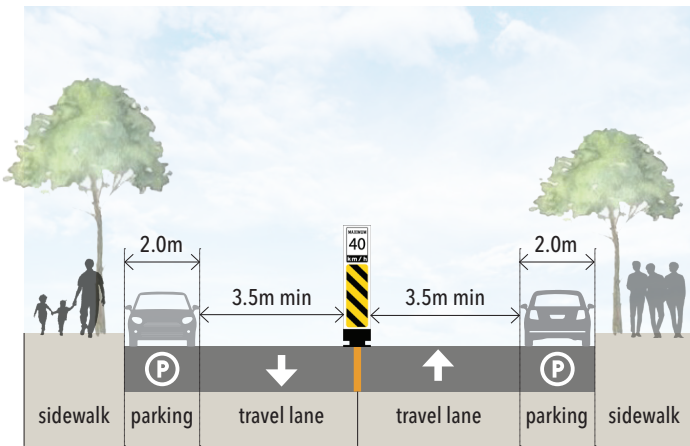 MAXIMUM
40
km/h
2.0m
2.0m
3.5m min
3.5m min
P
P
sidewalk
parking
travel lane
travel lane
parking
sidewalk